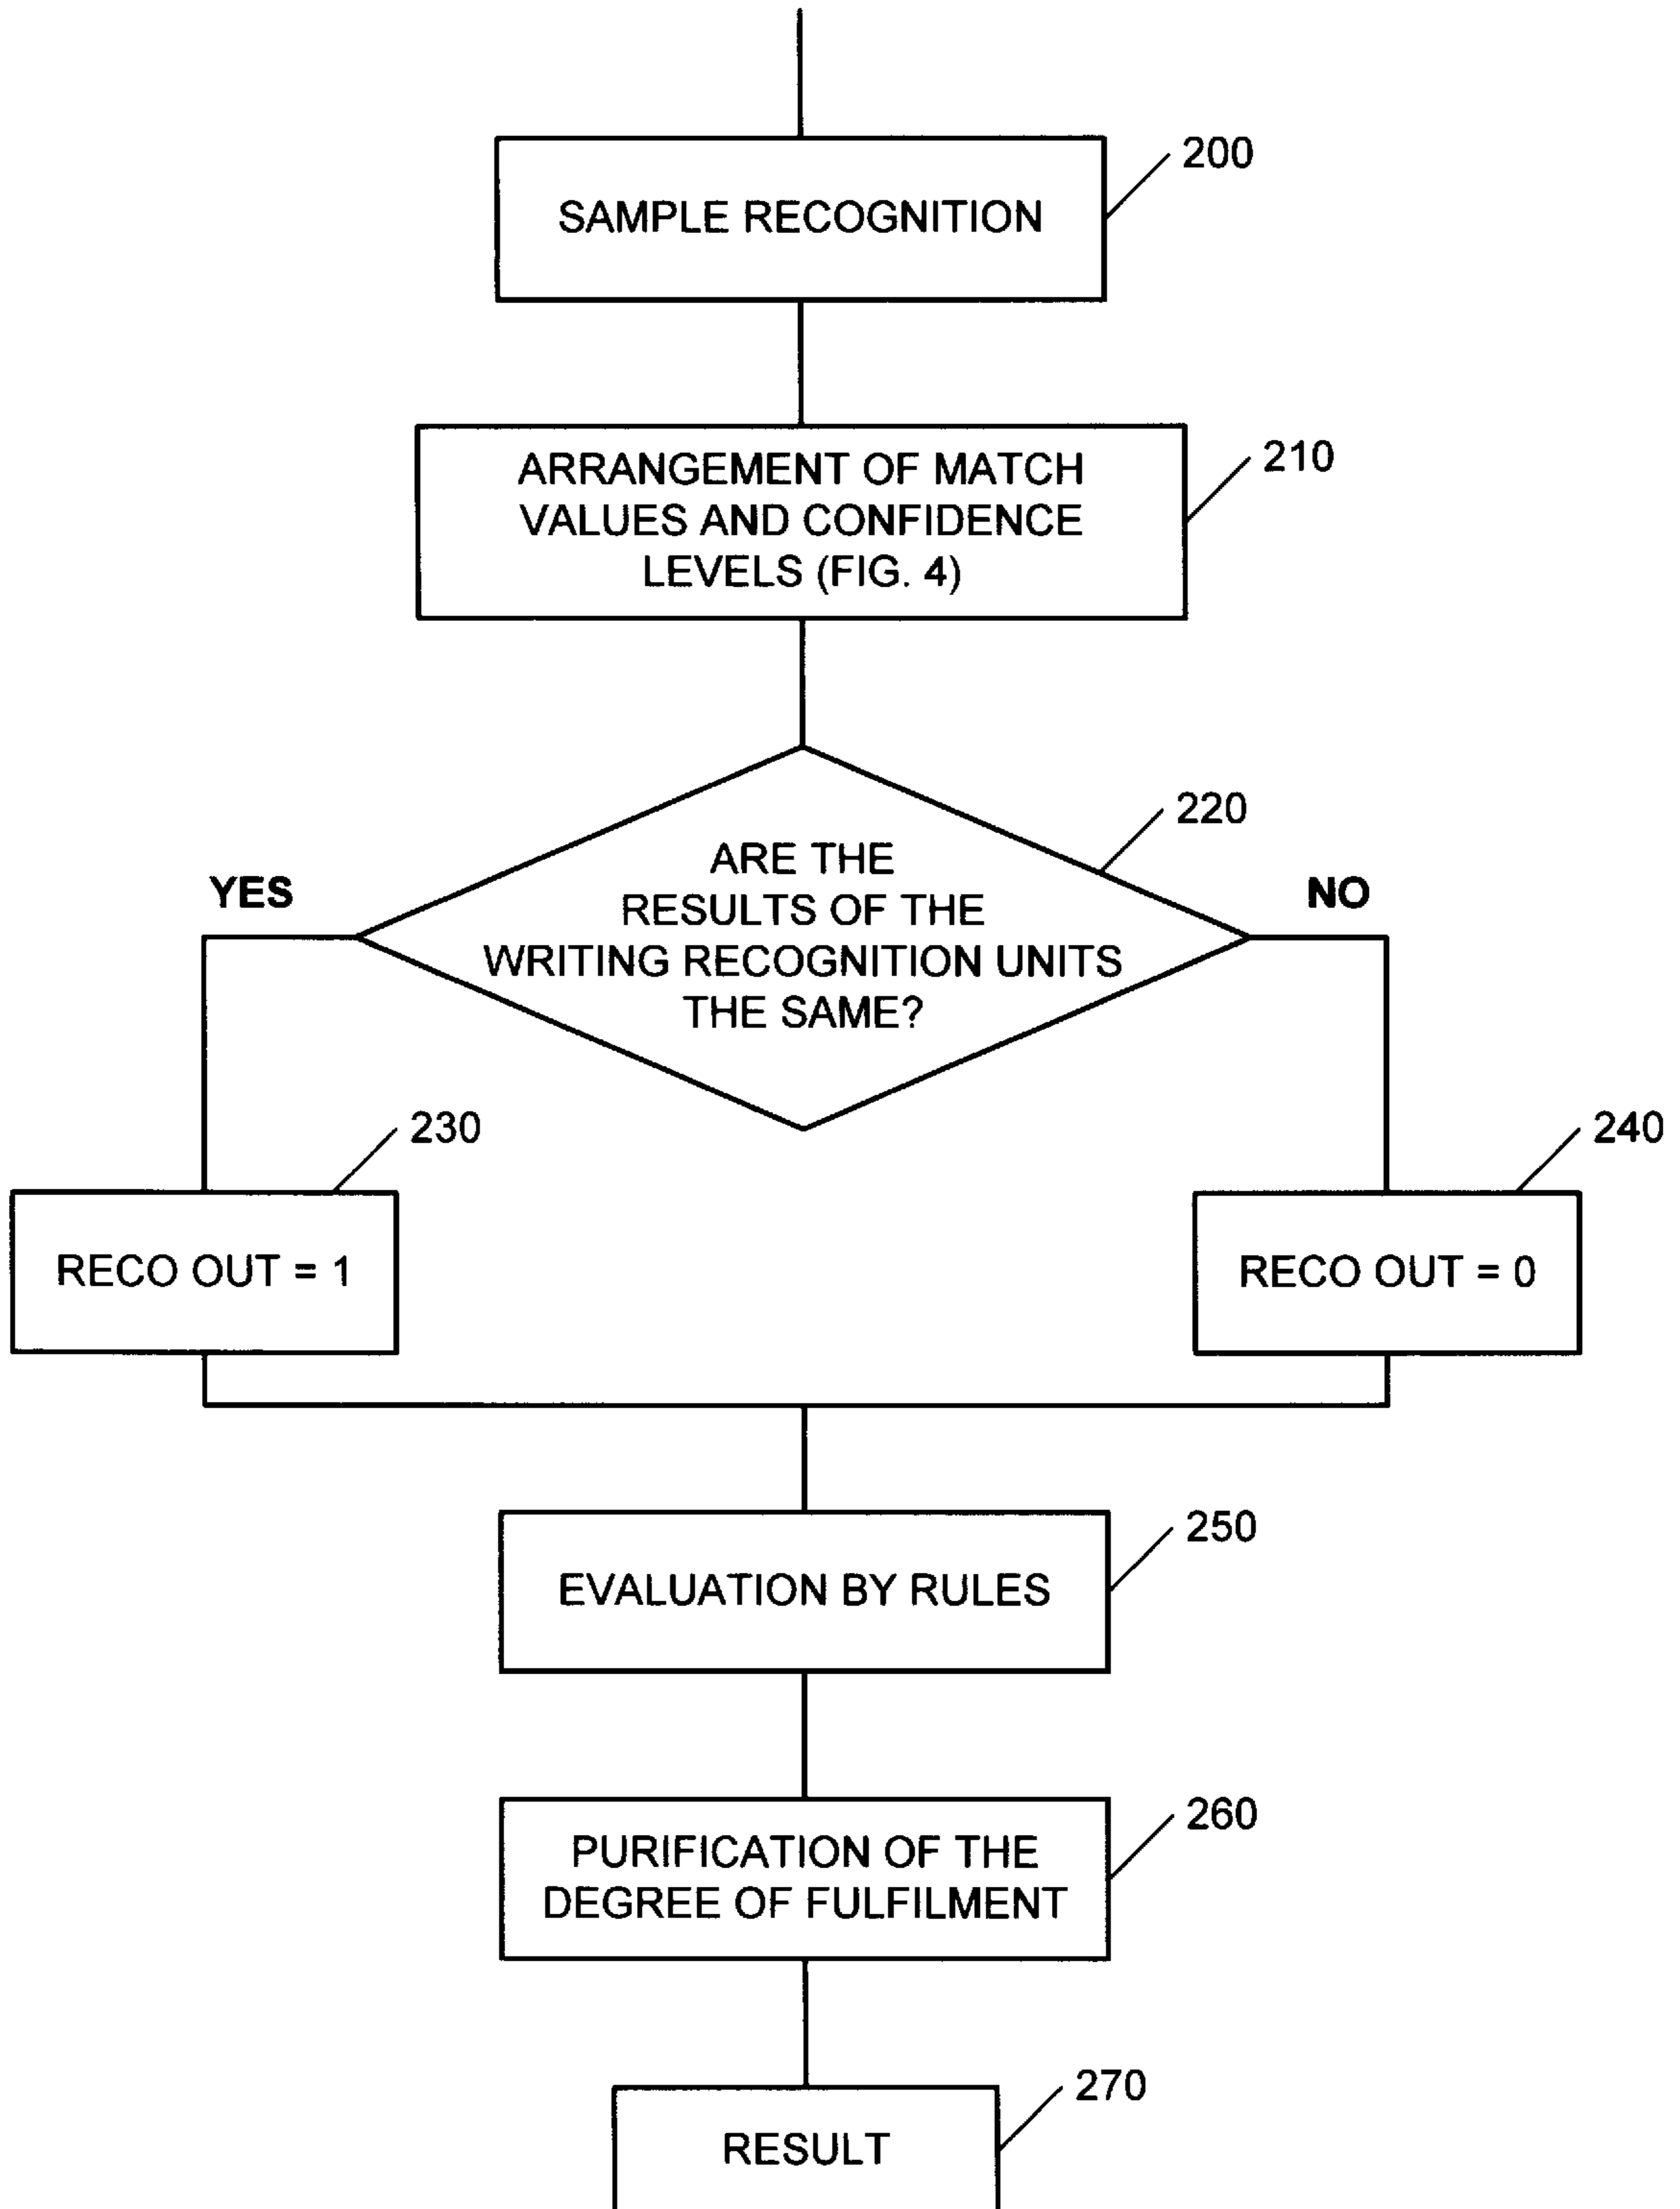 200
SAMPLE RECOGNITION
210
ARRANGEMENT OF MATCH
VALUES AND CONFIDENCE
LEVELS (FIG. 4)
220
ARE THE
RESULTS OF THE
WRITING RECOGNITION UNITS
THE SAME?
YES
NO
230
240
RECO OUT = 1
RECO OUT = 0
250
EVALUATION BY RULES
260
PURIFICATION OF THE
DEGREE OF FULFILMENT
270
RESULT